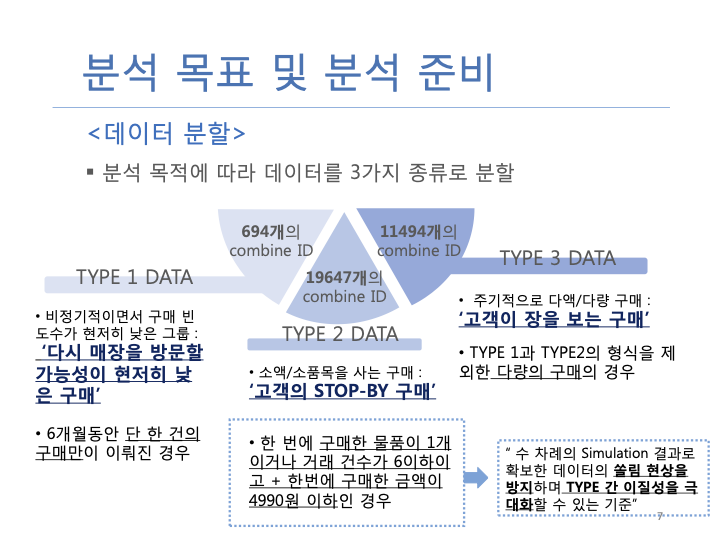 분석 목표 및 분석 준비
<데이터 분할>
▪ 분석 목적에 따라 데이터를 3가지 종류로 분할
694개의
combine ID
19647개의
combine ID
11494개의
combine ID
TYPE 1 DATA
• 비정기적이면서 구매 빈
도수가 현저히 낮은 그룹 :
‘다시 매장을 방문할
가능성이 현저히 낮
은 구매’
• 6개월동안 단 한 건의
구매만이 이뤄진 경우
TYPE 2 DATA
• 소액/소품목을 사는 구매 :
‘고객의 STOP-BY 구매’
• 한 번에 구매한 물품이 1개
이거나 거래 건수가 6이하이
고 + 한번에 구매한 금액이
4990원 이하인 경우
TYPE 3 DATA
• 주기적으로 다액/다량 구매 :
‘고객이 장을 보는 구매’
• TYPE 1과 TYPE2의 형식을 제
외한 다량의 구매의 경우
“ 수 차례의 Simulation 결과로
확보한 데이터의 쏠림 현상을
방지하며 TYPE 간 이질성을 극
대화할 수 있는 기준”
7